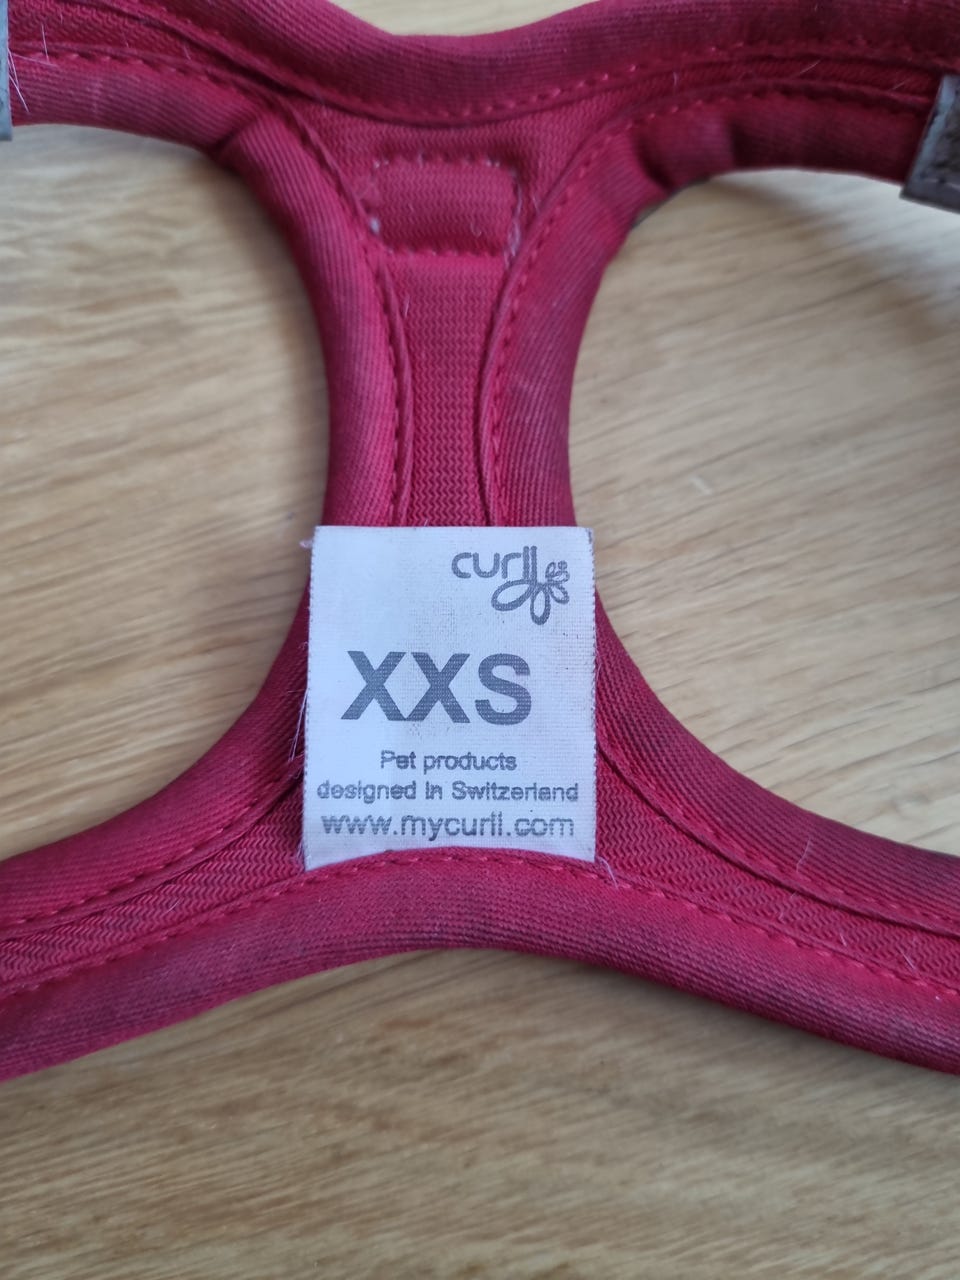 curli
XXS
Pet products
designed in Switzerland
www.mycurli.com